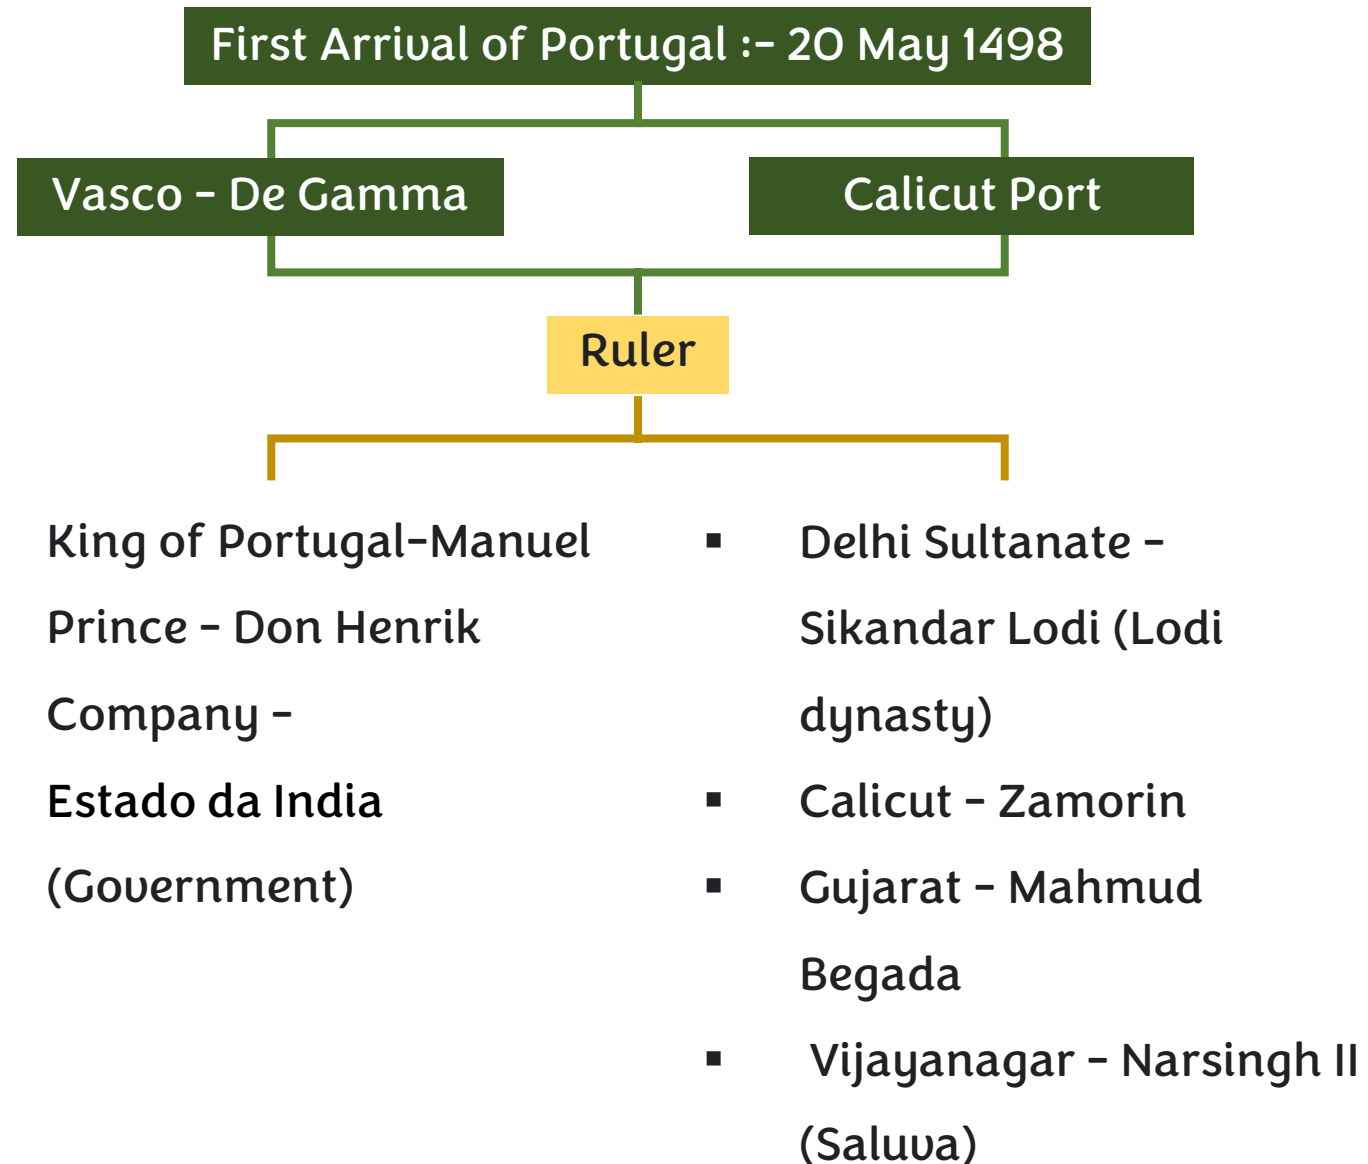 First Arrival of Portugal :- 20 May 1498
Vasco - De Gamma
Calicut Port
Ruler
King of Portugal-Manuel
Prince - Don Henrik
Company -
Estado da India
(Government)
▪ Delhi Sultanate -
Sikandar Lodi (Lodi
dynasty)
▪ Calicut - Zamorin
▪ Gujarat - Mahmud
Begada
▪ Vijayanagar - Narsingh II
(Saluva)